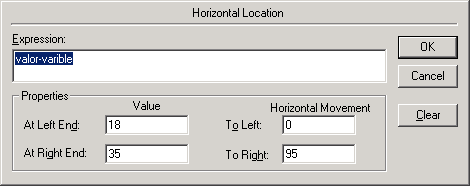 Horizontal Location
Expression:
valor-varible
OK
Cancel
Clear
Properties
Value
Horizontal Movement
At Left End: 18 To Left: 0
At Right End: 35 To Right: 95